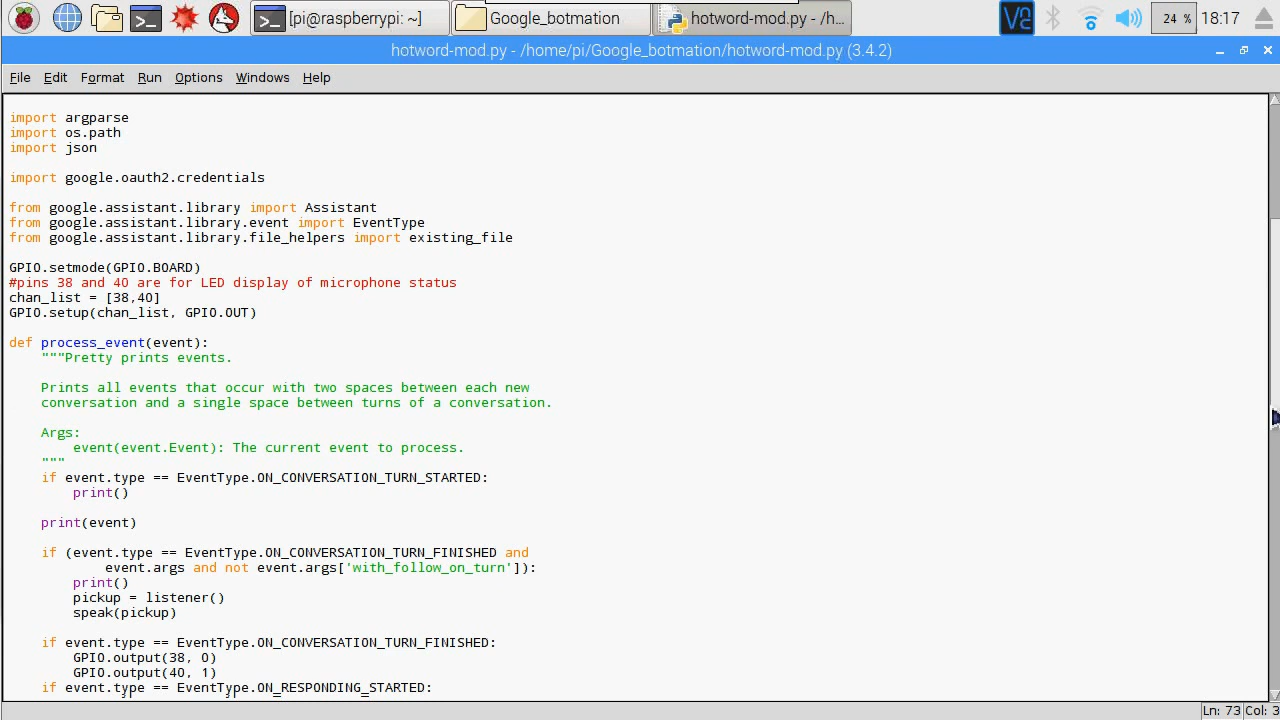 [pi@raspberrypi: ~]
Google_botmation
hotword-mod.py - /h...
24 %
18:17
hotword-mod.py - /home/pi/Google_botmation/hotword-mod.py (3.4.2)
File Edit Format Run Options Windows Help
import argparse
import os.path
import json
import google.oauth2.credentials
from google.assistant.library import Assistant
from google.assistant.library.event import EventType
from google.assistant.library.file_helpers import existing_file
GPIO.setmode(GPIO.BOARD)
#pins 38 and 40 are for LED display of microphone status
chan_list = [38,40]
GPIO.setup(chan_list, GPIO.OUT)
def process_event(event):
    """Pretty prints events.
    Prints all events that occur with two spaces between each new
    conversation and a single space between turns of a conversation.
    Args:
        event(event.Event): The current event to process.
    """
    if event.type == EventType.ON_CONVERSATION_TURN_STARTED:
        print()
    print(event)
    if (event.type == EventType.ON_CONVERSATION_TURN_FINISHED and
            event.args and not event.args['with_follow_on_turn']):
        print()
        pickup = listener()
        speak(pickup)
    if event.type == EventType.ON_CONVERSATION_TURN_FINISHED:
        GPIO.output(38, 0)
        GPIO.output(40, 1)
    if event.type == EventType.ON_RESPONDING_STARTED:
Ln: 73 Col: 3